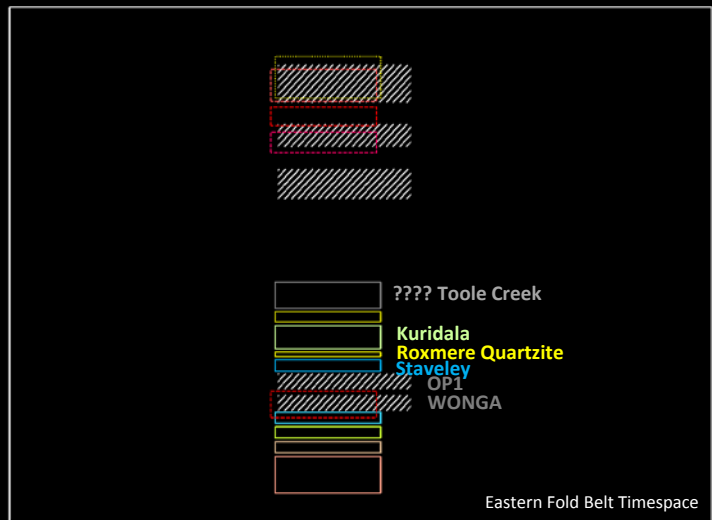 ???? Toole Creek
Kuridala
Roxmere Quartzite
Staveley
OP1
WONGA
Eastern Fold Belt Timespace